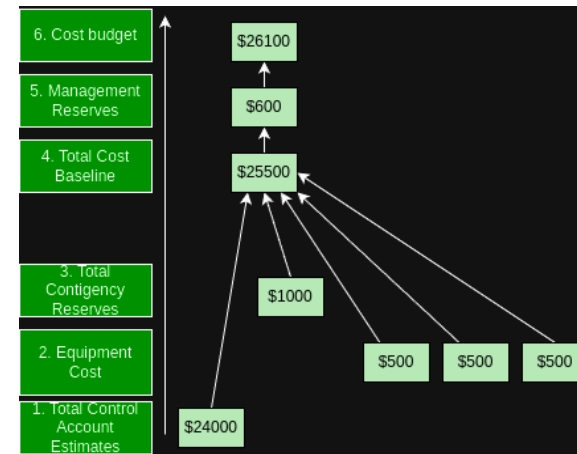 6. Cost budget
$26100
5. Management
Reserves
$600
4. Total Cost
Baseline
$25500
3. Total
Contigency
Reserves
$1000
2. Equipment
Cost
$500
$500
$500
1. Total Control
Account
Estimates
$24000